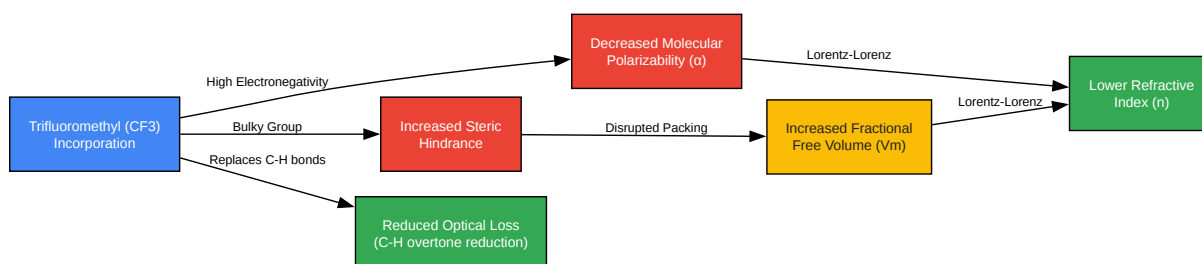 Decreased Molecular
Polarizability (α)
Lorentz-Lorenz
High Electronegativity
Lower Refractive
Index (n)
Lorentz-Lorenz
Trifluoromethyl (CF3)
Incorporation
Bulky Group
Increased Steric
Hindrance
Disrupted Packing
Increased Fractional
Free Volume (Vm)
Replaces C-H bonds
Reduced Optical Loss
(C-H overtone reduction)